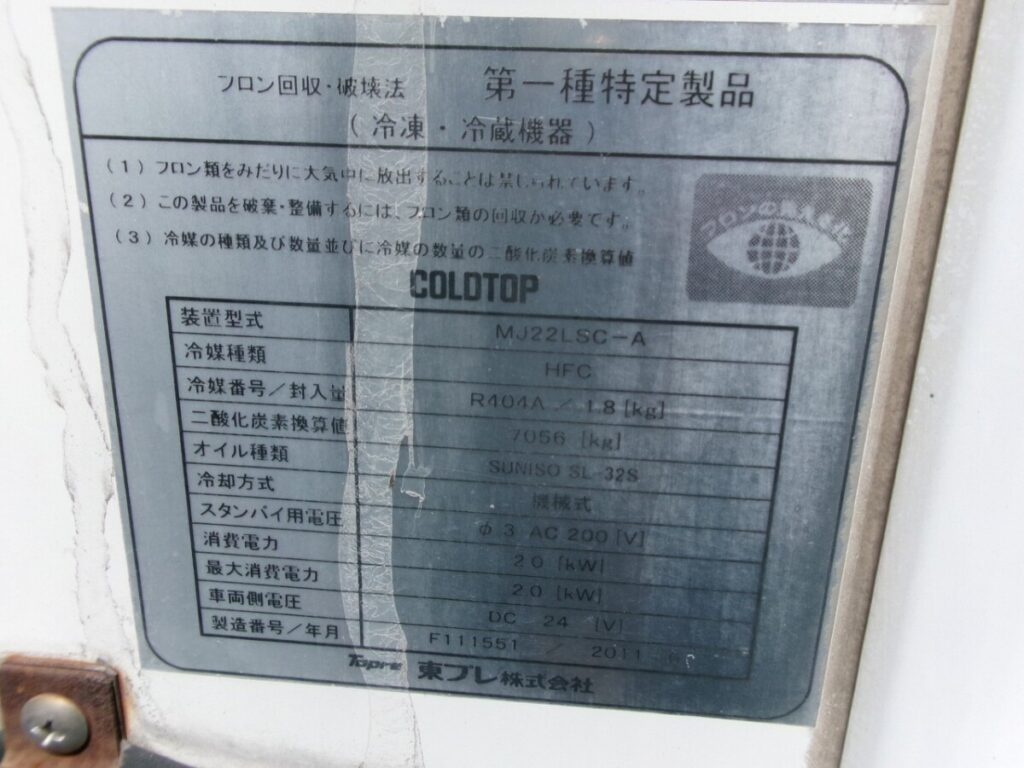 フロン回収・破壊法 第一種特定製品
(冷凍・冷蔵機器)
(1) フロン類をみだりに大気中に放出することは禁じられています。
(2) この製品を破棄・整備するには、フロン類の回収が必要です。
(3) 冷媒の種類及び数量並びに冷媒の数量の二酸化炭素換算値
フロンの見える化
COLDTOP
装置型式 MJ22LSC-A
冷媒種類 HFC
冷媒番号/封入量 R404A / 1.8 [kg]
二酸化炭素換算値 7056 [kg]
オイル種類 SUNISO SL-32S
冷却方式 機械式
スタンバイ用電圧 φ3 AC 200 [V]
消費電力 2.0 [kW]
最大消費電力 2.0 [kW]
車両側電圧 DC 24 [V]
製造番号/年月 F111551 / 2011
Topre 東プレ株式会社